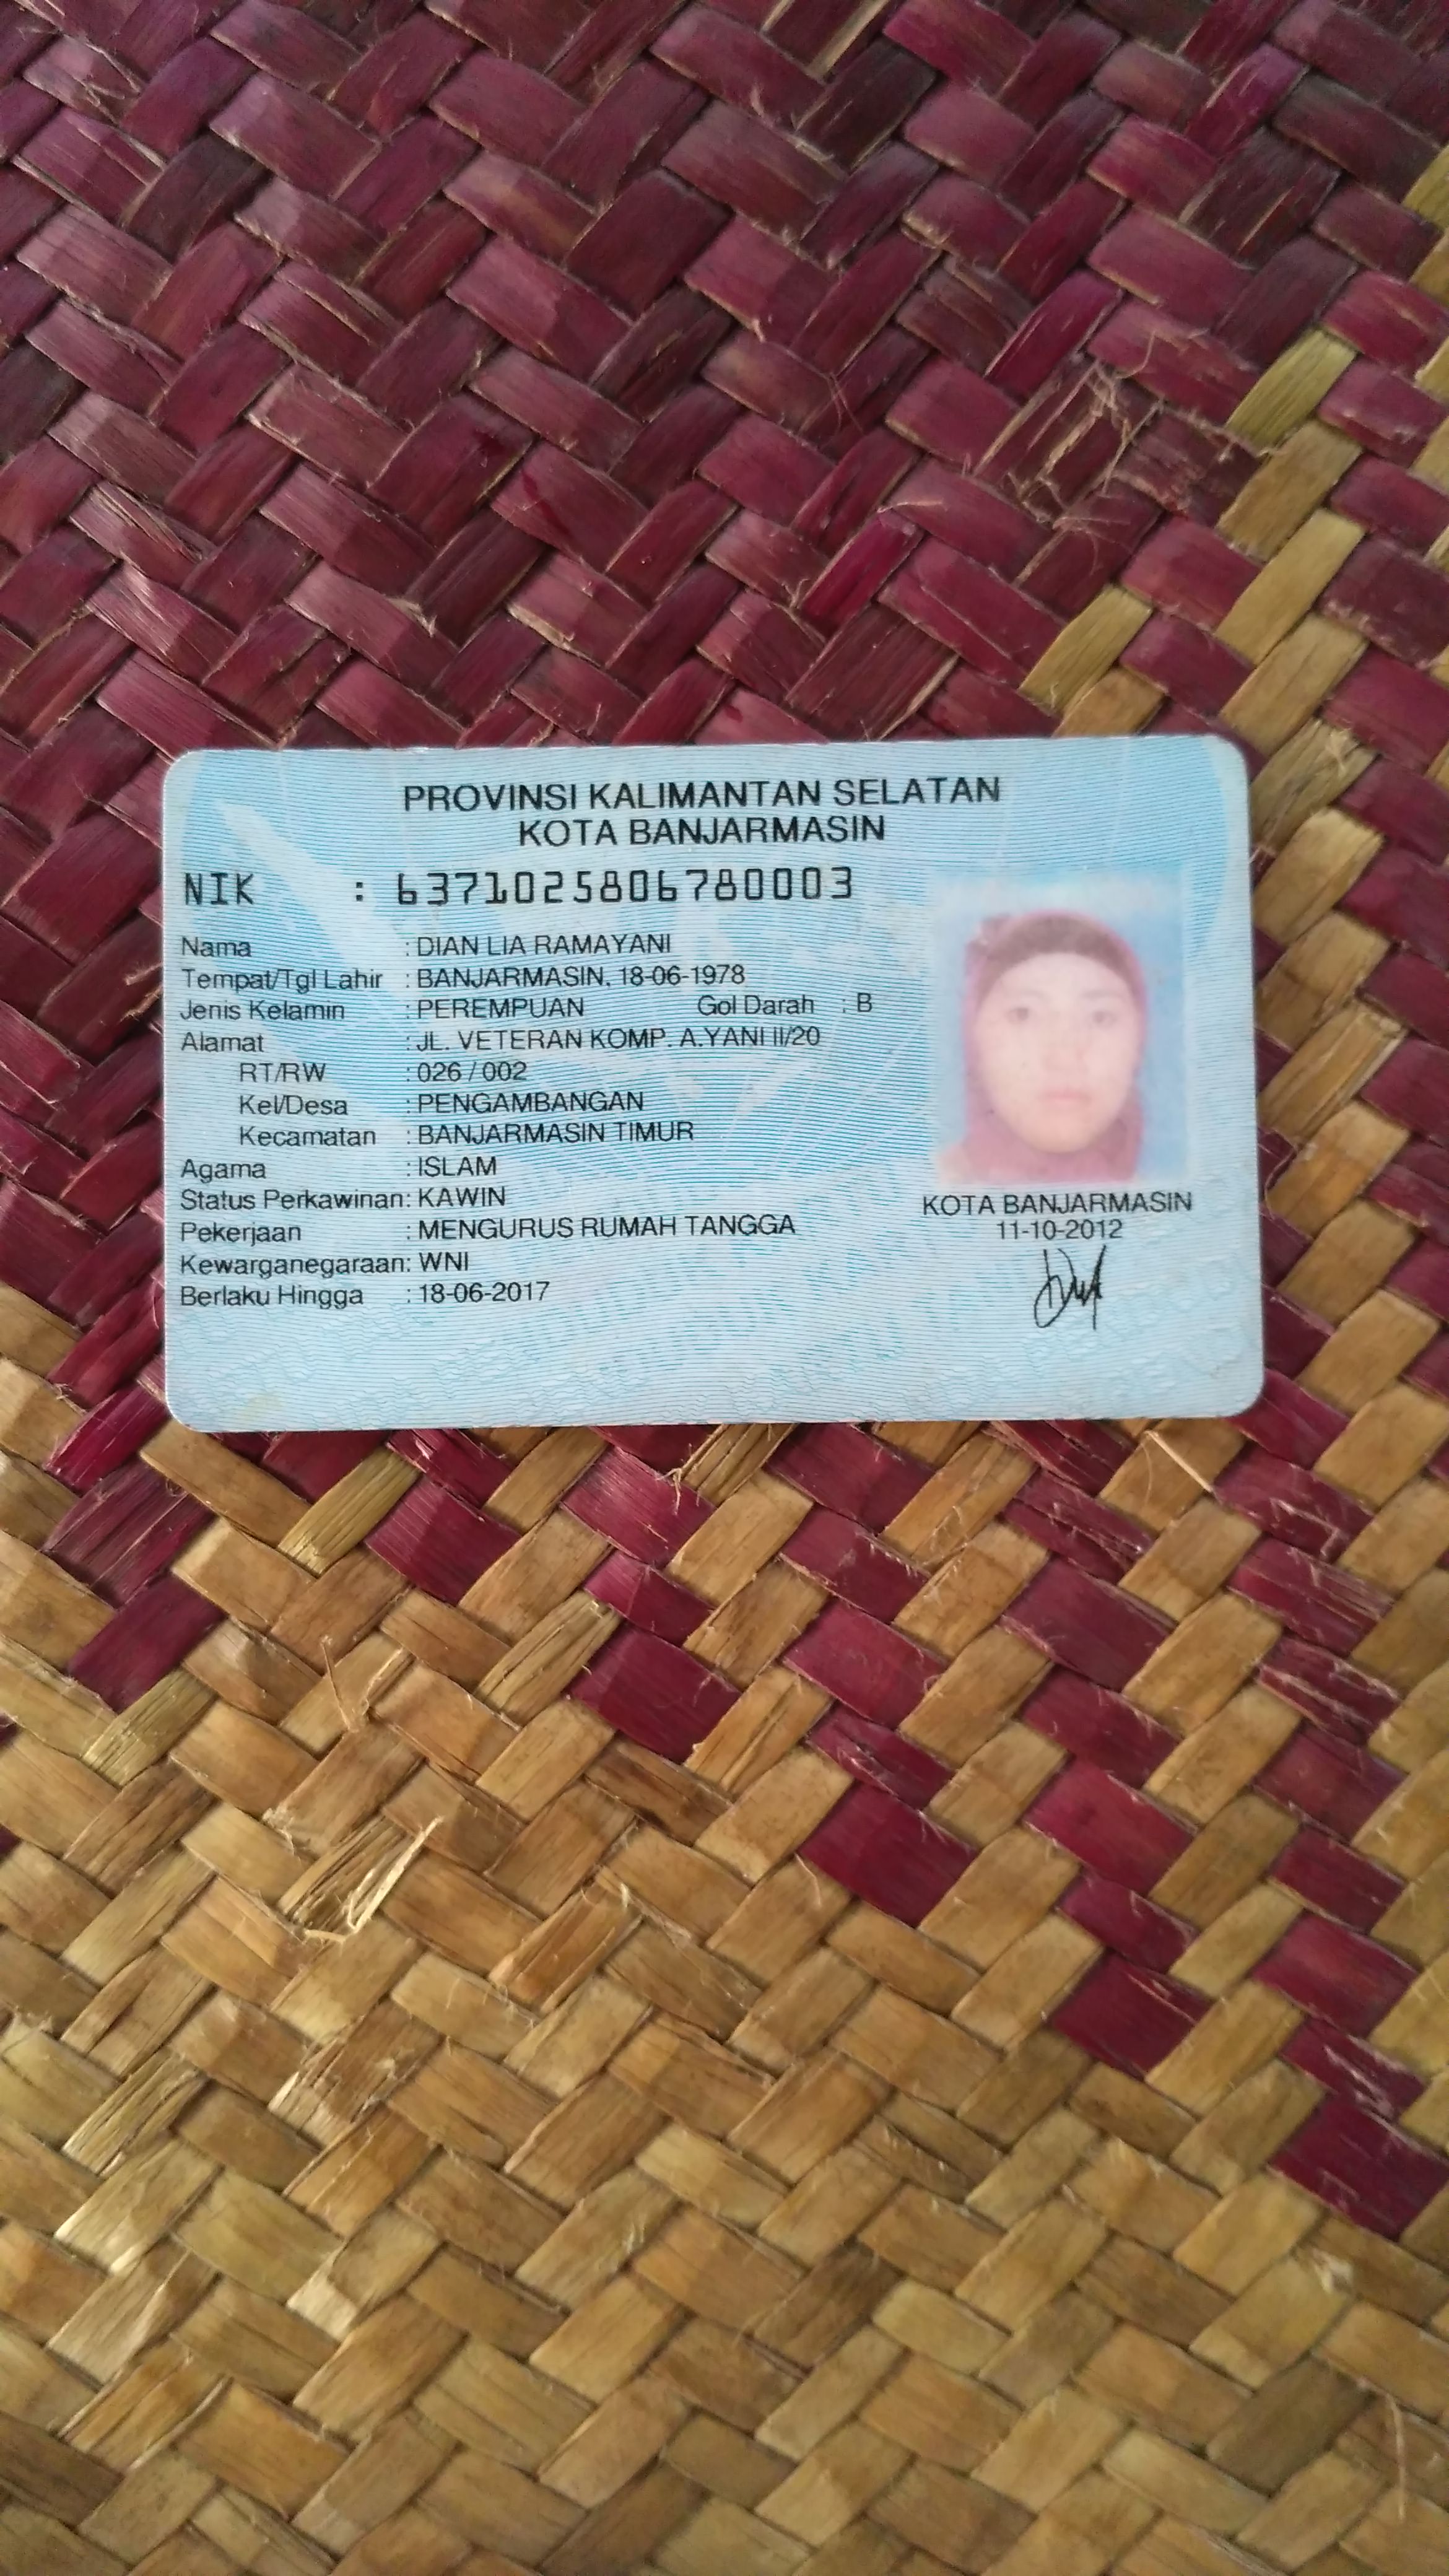 PROVINSI KALIMANTAN SELATAN
KOTA BANJARMASIN
NIK : 6371025806780003
Nama : DIAN LIA RAMAYANI
Tempat/Tgl Lahir : BANJARMASIN, 18-06-1978
Jenis Kelamin : PEREMPUAN Gol Darah : B
Alamat : JL. VETERAN KOMP. A.YANI II/20
RT/RW : 026 / 002
Kel/Desa : PENGAMBANGAN
Kecamatan : BANJARMASIN TIMUR
Agama : ISLAM
Status Perkawinan: KAWIN
Pekerjaan : MENGURUS RUMAH TANGGA
Kewarganegaraan: WNI
Berlaku Hingga : 18-06-2017
KOTA BANJARMASIN
11-10-2012